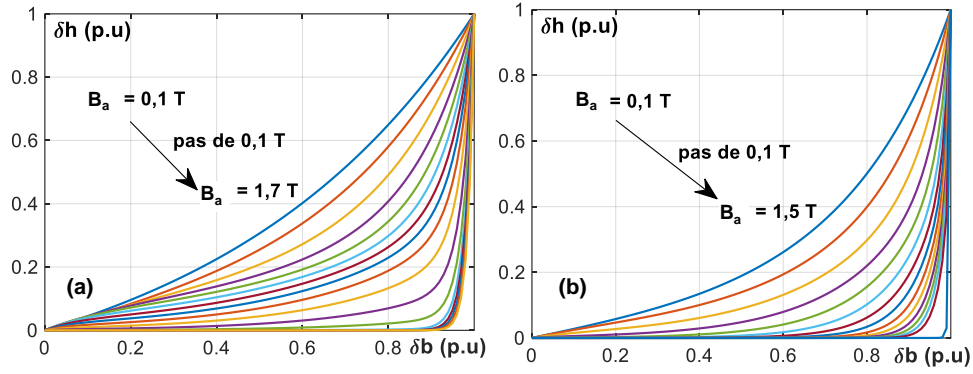 δh (p.u)
1
0.8
0.6
0.4
0.2
0
Bₐ = 0,1 T
pas de 0,1 T
Bₐ = 1,7 T
(a)
0 0.2 0.4 0.6 0.8 δb (p.u)
δh (p.u)
1
0.8
0.6
0.4
0.2
0
Bₐ = 0,1 T
pas de 0,1 T
Bₐ = 1,5 T
(b)
0 0.2 0.4 0.6 0.8 δb (p.u)